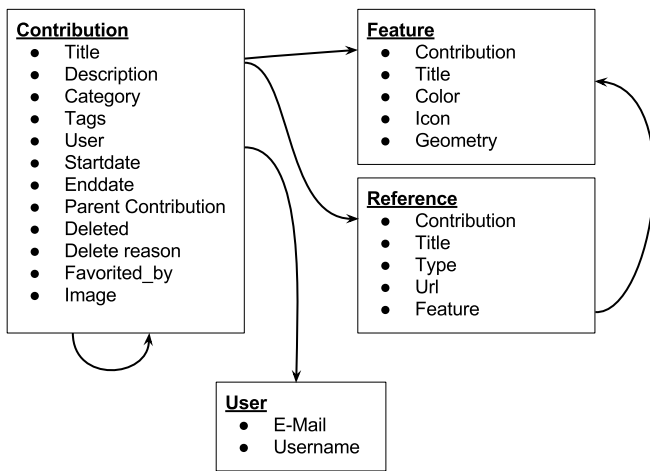 Contribution
● Title
● Description
● Category
● Tags
● User
● Startdate
● Enddate
● Parent Contribution
● Deleted
● Delete reason
● Favorited_by
● Image
Feature
● Contribution
● Title
● Color
● Icon
● Geometry
Reference
● Contribution
● Title
● Type
● Url
● Feature
User
● E-Mail
● Username